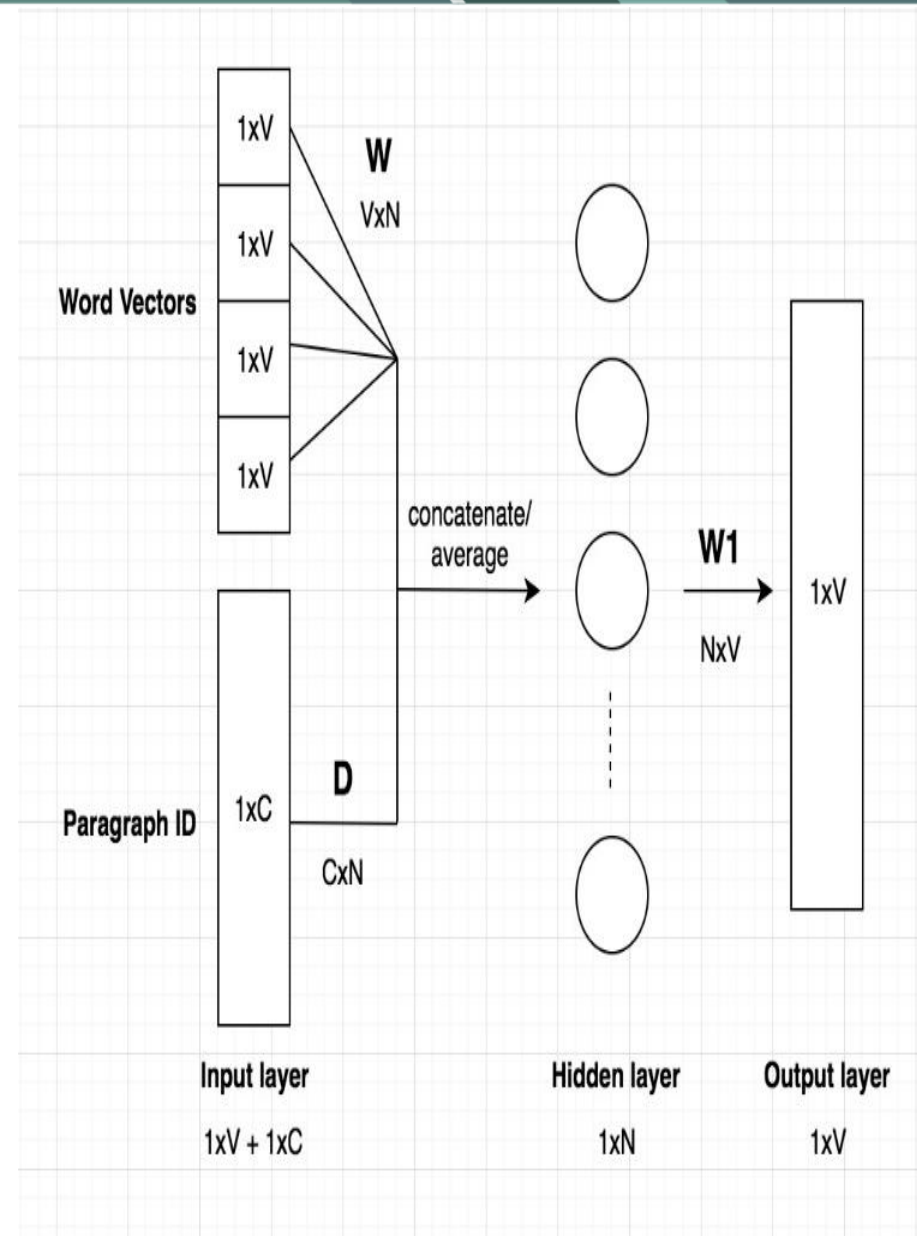 1xV
W
VxN
1xV
Word Vectors
1xV
1xV
concatenate/
average
W1
1xV
NxV
D
Paragraph ID
1xC
CxN
Input layer
Hidden layer
Output layer
1xV + 1xC
1xN
1xV